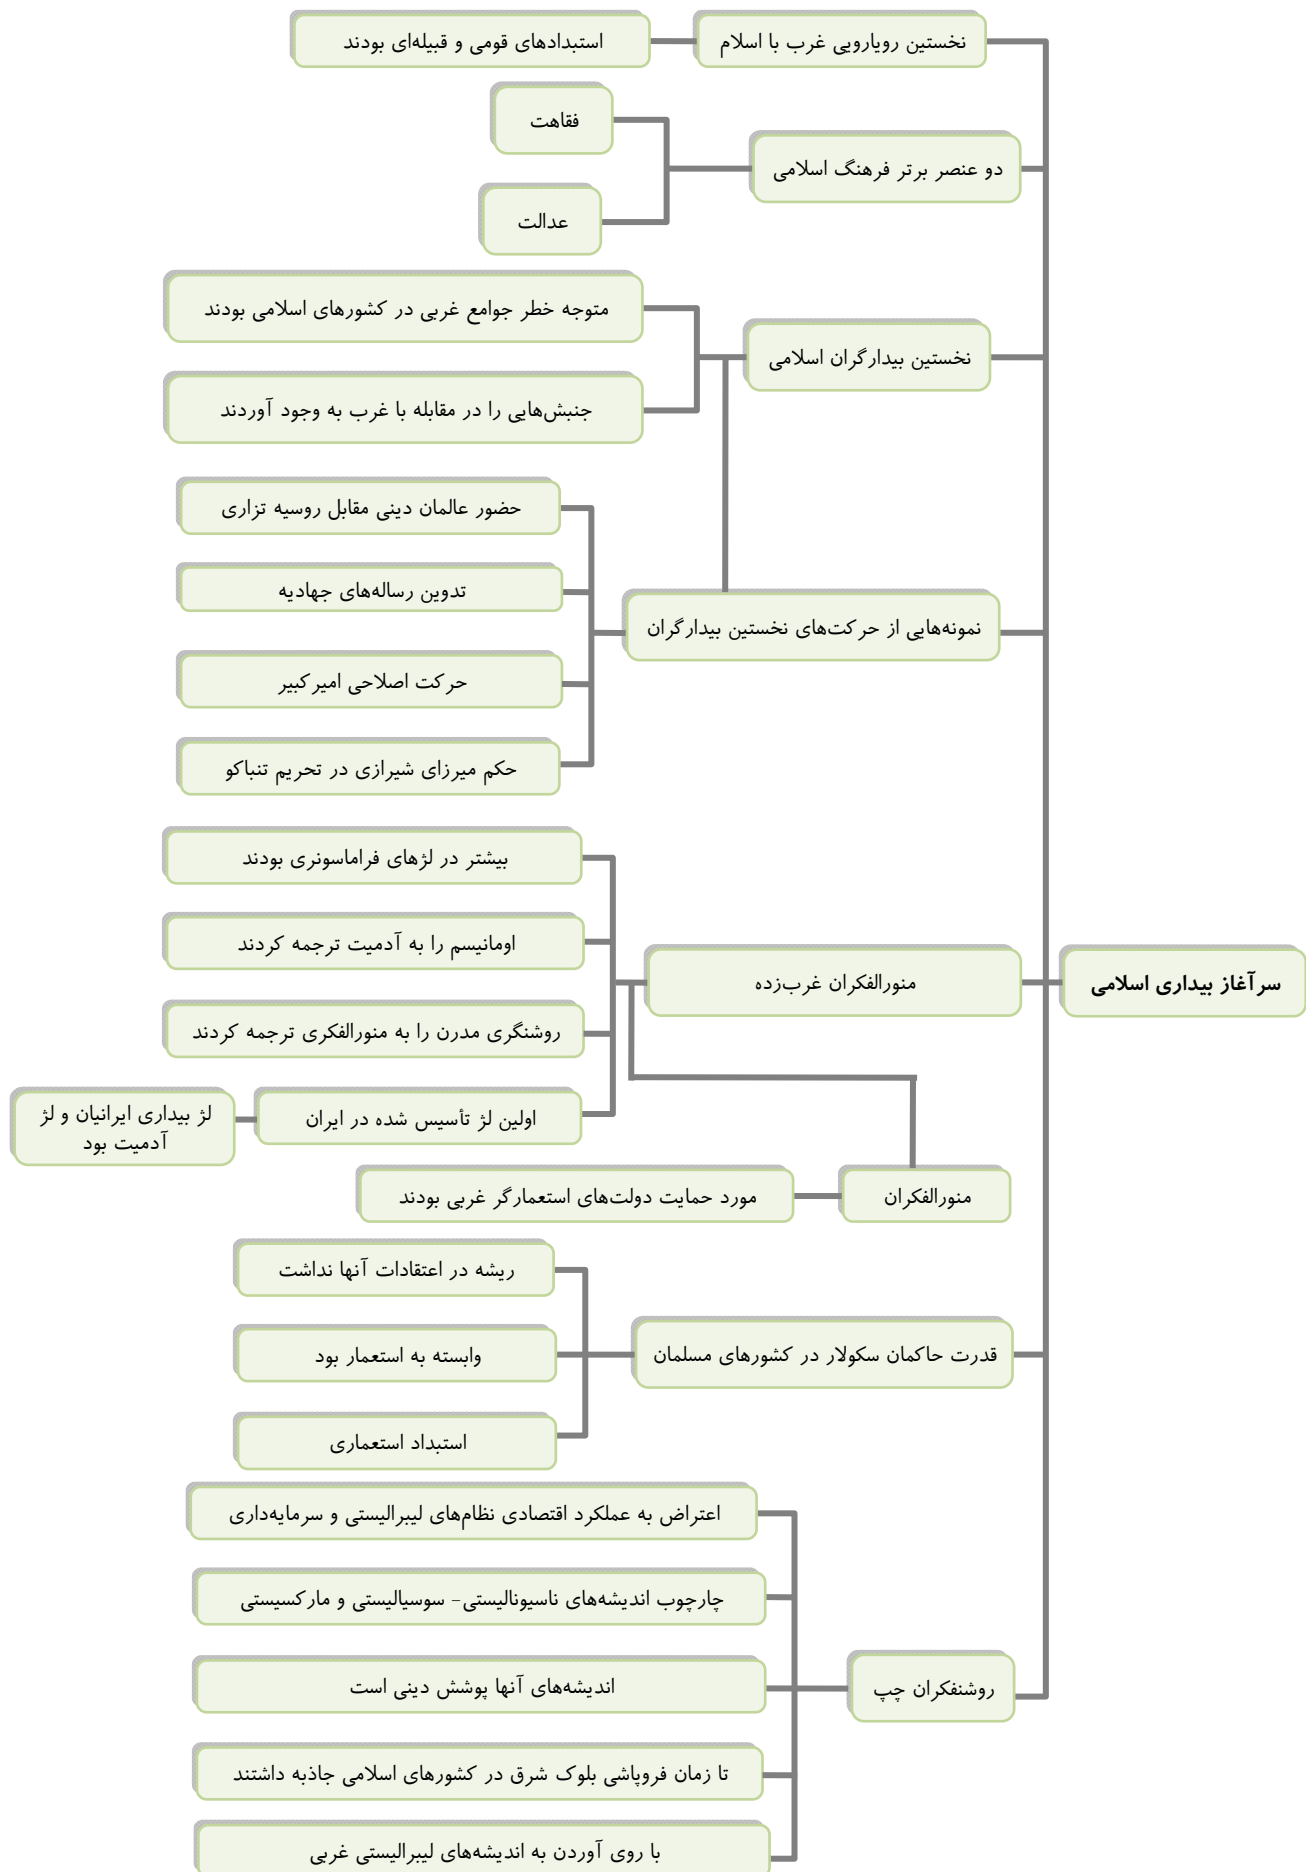 نخستین رویارویی غرب با اسلام
استبدادهای قومی و قبیله‌ای بودند
دو عنصر برتر فرهنگ اسلامی
فقاهت
عدالت
نخستین بیدارگران اسلامی
متوجه خطر جوامع غربی در کشورهای اسلامی بودند
جنبش‌هایی را در مقابله با غرب به وجود آوردند
نمونه‌هایی از حرکت‌های نخستین بیدارگران
حضور عالمان دینی مقابل روسیه تزاری
تدوین رساله‌های جهادیه
حرکت اصلاحی امیرکبیر
حکم میرزای شیرازی در تحریم تنباکو
سرآغاز بیداری اسلامی
منورالفکران غرب‌زده
بیشتر در لژهای فراماسونری بودند
اومانیسم را به آدمیت ترجمه کردند
روشنگری مدرن را به منورالفکری ترجمه کردند
اولین لژ تأسیس شده در ایران
لژ بیداری ایرانیان و لژ
آدمیت بود
منورالفکران
مورد حمایت دولت‌های استعمارگر غربی بودند
قدرت حاکمان سکولار در کشورهای مسلمان
ریشه در اعتقادات آنها نداشت
وابسته به استعمار بود
استبداد استعماری
روشنفکران چپ
اعتراض به عملکرد اقتصادی نظام‌های لیبرالیستی و سرمایه‌داری
چارچوب اندیشه‌های ناسیونالیستی- سوسیالیستی و مارکسیستی
اندیشه‌های آنها پوشش دینی است
تا زمان فروپاشی بلوک شرق در کشورهای اسلامی جاذبه داشتند
با روی آوردن به اندیشه‌های لیبرالیستی غربی